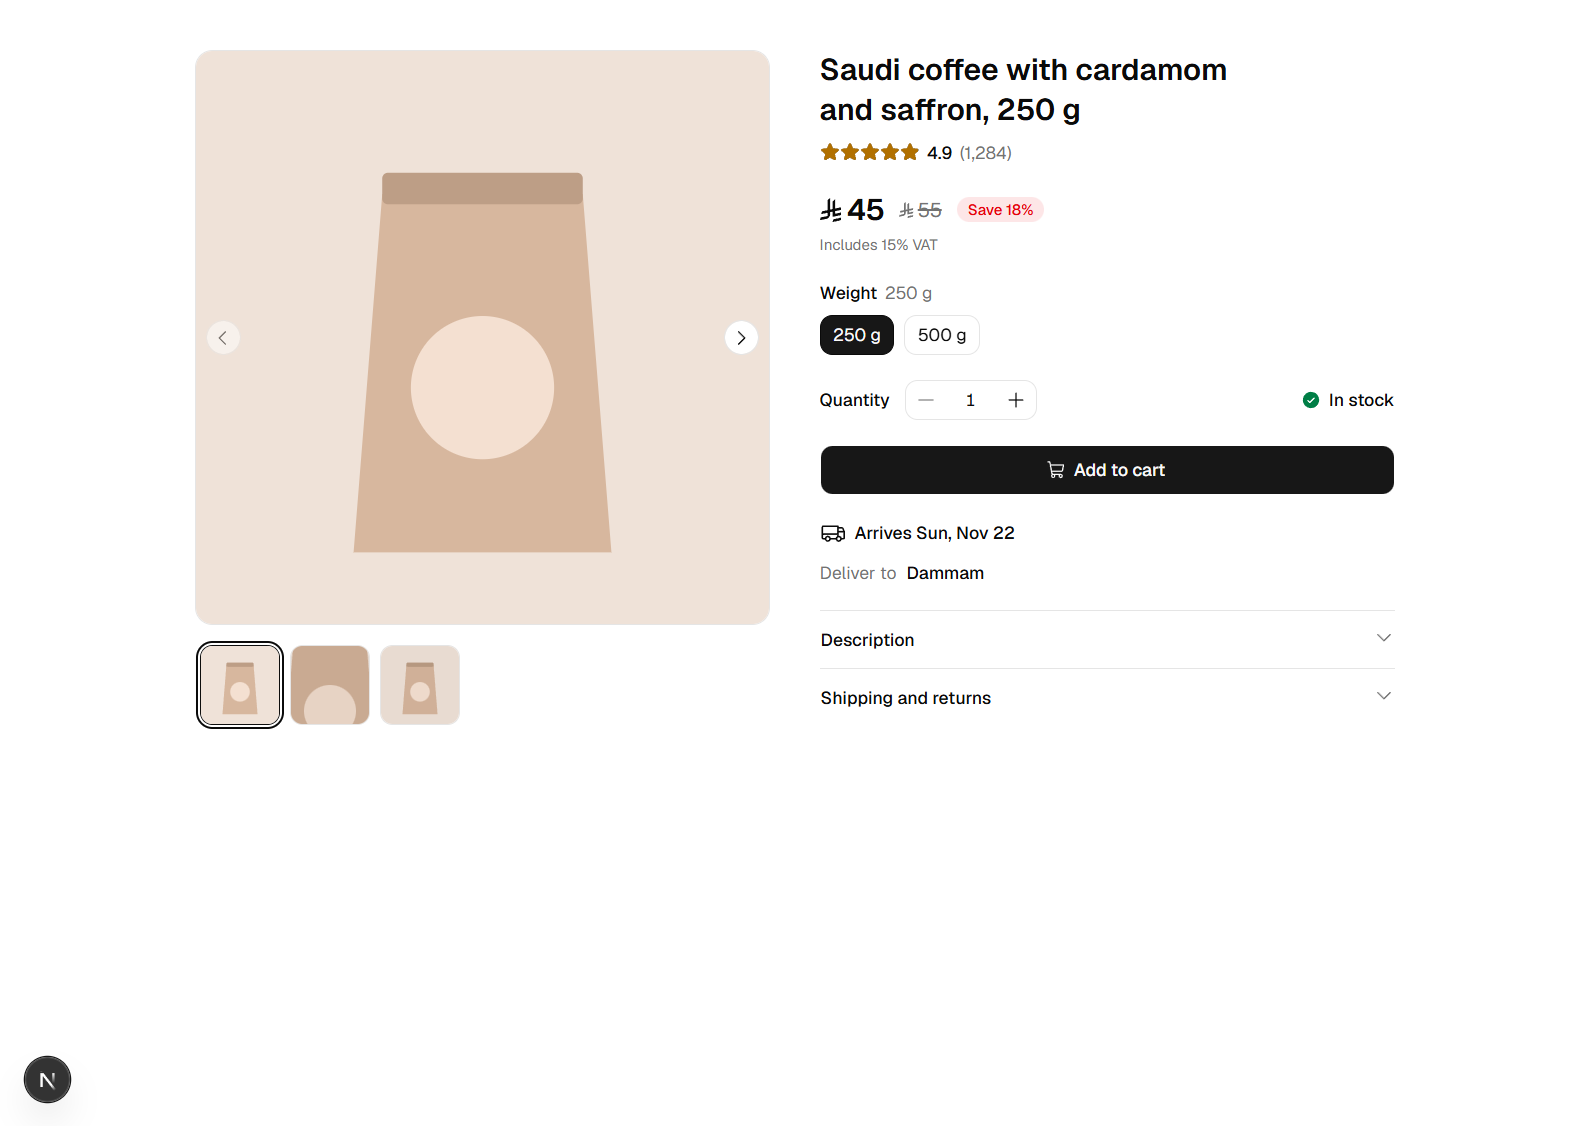 Saudi coffee with cardamom
and saffron, 250 g
4.9 (1,284)
⃁ 45 ⃁ 55 Save 18%
Includes 15% VAT
Weight 250 g
250 g 500 g
Quantity 1 In stock
Add to cart
Arrives Sun, Nov 22
Deliver to Dammam
Description
Shipping and returns
N